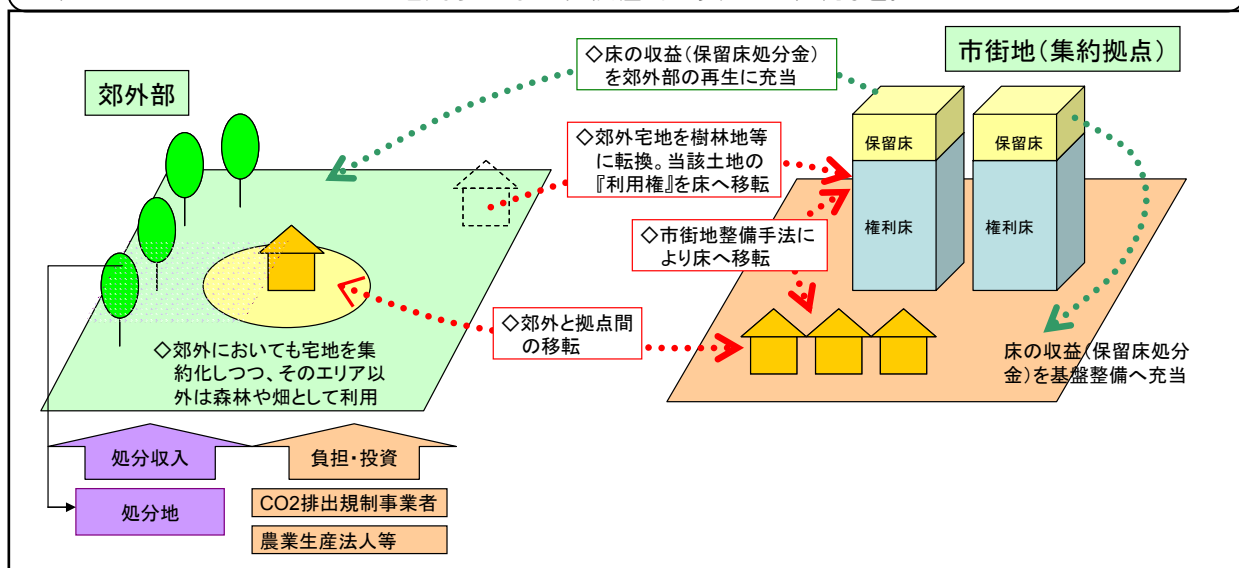 郊外部
◇床の収益(保留床処分金)
を郊外部の再生に充当
市街地(集約拠点)
◇郊外宅地を樹林地等
に転換。当該土地の
『利用権』を床へ移転
保留床
保留床
権利床
権利床
◇市街地整備手法に
より床へ移転
◇郊外と拠点間
の移転
◇郊外においても宅地を集
約化しつつ、そのエリア以
外は森林や畑として利用
床の収益(保留床処分
金)を基盤整備へ充当
処分収入
負担・投資
処分地
CO2排出規制事業者
農業生産法人等